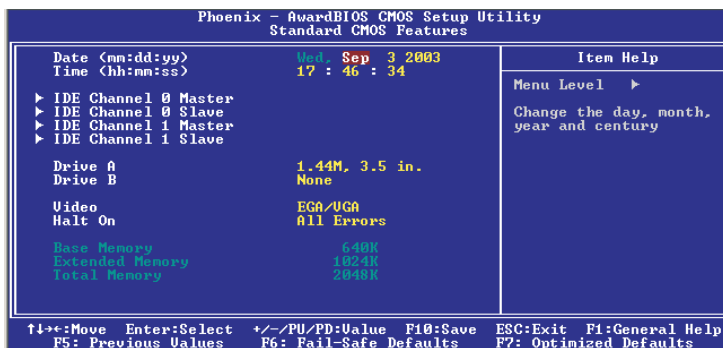 Phoenix - AwardBIOS CMOS Setup Utility
Standard CMOS Features
Date (mm:dd:yy) Wed, Sep 3 2003
Time (hh:mm:ss) 17 : 46 : 34
▶ IDE Channel 0 Master
▶ IDE Channel 0 Slave
▶ IDE Channel 1 Master
▶ IDE Channel 1 Slave
Drive A 1.44M, 3.5 in.
Drive B None
Video EGA/VGA
Halt On All Errors
Base Memory 640K
Extended Memory 1024K
Total Memory 2048K
Item Help
Menu Level ▶
Change the day, month,
year and century
↑↓→←:Move Enter:Select +/-/PU/PD:Value F10:Save ESC:Exit F1:General Help
F5: Previous Values F6: Fail-Safe Defaults F7: Optimized Defaults